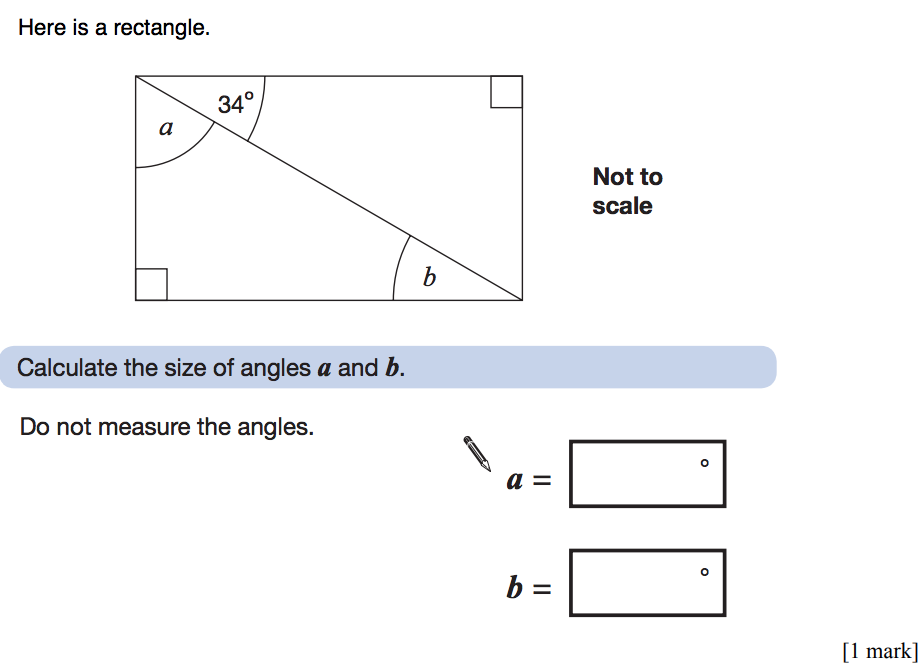 Here is a rectangle.
34°
a
Not to
scale
b
Calculate the size of angles a and b.
Do not measure the angles.
a = °
b = °
[1 mark]